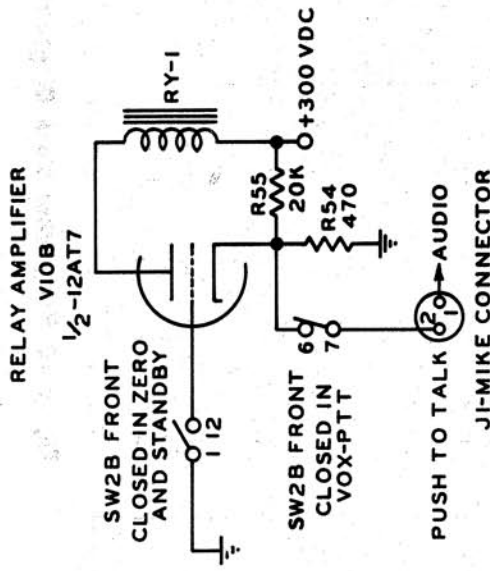 RELAY AMPLIFIER
V10B
1/2-12AT7
RY-1
SW2B FRONT
CLOSED IN ZERO
AND STANDBY
1 12
R55
20K
+300 VDC
R54
470
SW2B FRONT
CLOSED IN
VOX-PTT
6
7
PUSH TO TALK
2
1
AUDIO
J1-MIKE CONNECTOR